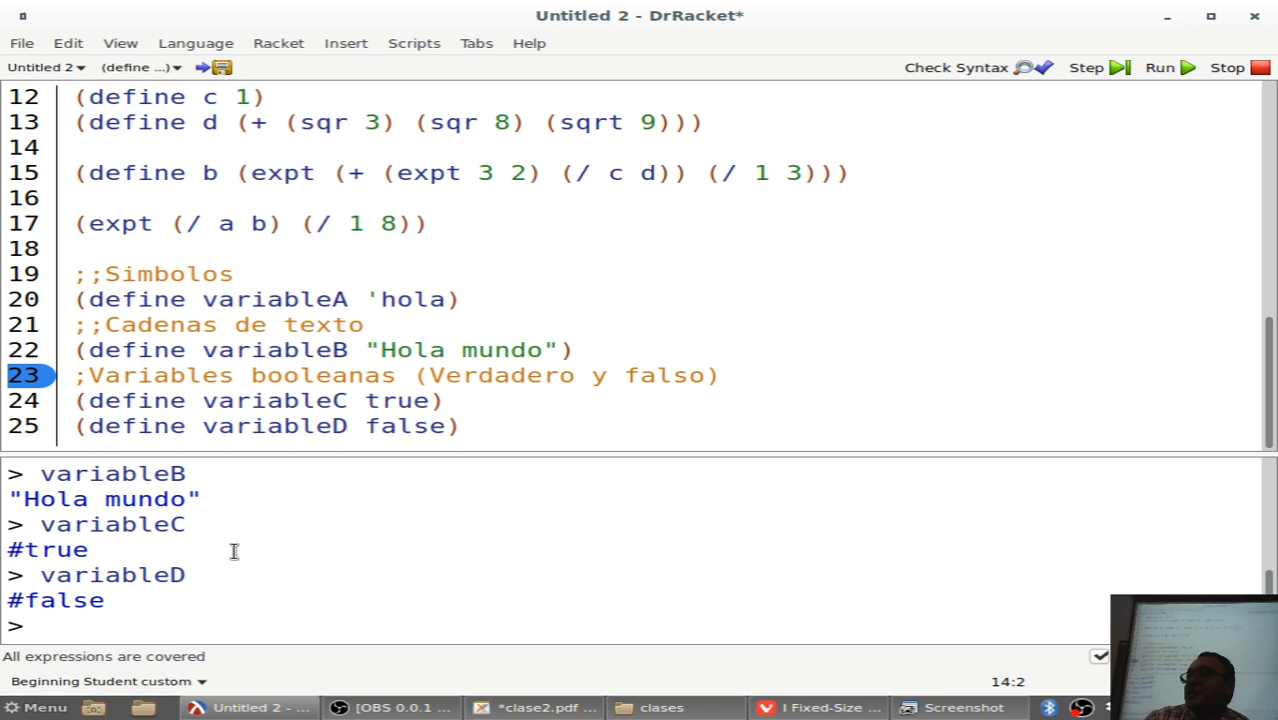 Untitled 2 - DrRacket*
File Edit View Language Racket Insert Scripts Tabs Help
Untitled 2 (define ...) Check Syntax Step Run Stop
12 (define c 1)
13 (define d (+ (sqr 3) (sqr 8) (sqrt 9)))
14
15 (define b (expt (+ (expt 3 2) (/ c d)) (/ 1 3)))
16
17 (expt (/ a b) (/ 1 8))
18
19 ;;Simbolos
20 (define variableA 'hola)
21 ;;Cadenas de texto
22 (define variableB "Hola mundo")
23 ;Variables booleanas (Verdadero y falso)
24 (define variableC true)
25 (define variableD false)
> variableB
"Hola mundo"
> variableC
#true
> variableD
#false
>
All expressions are covered
Beginning Student custom 14:2
Menu Untitled 2 - ... [OBS 0.0.1 ... *clase2.pdf ... clases I Fixed-Size ... Screenshot